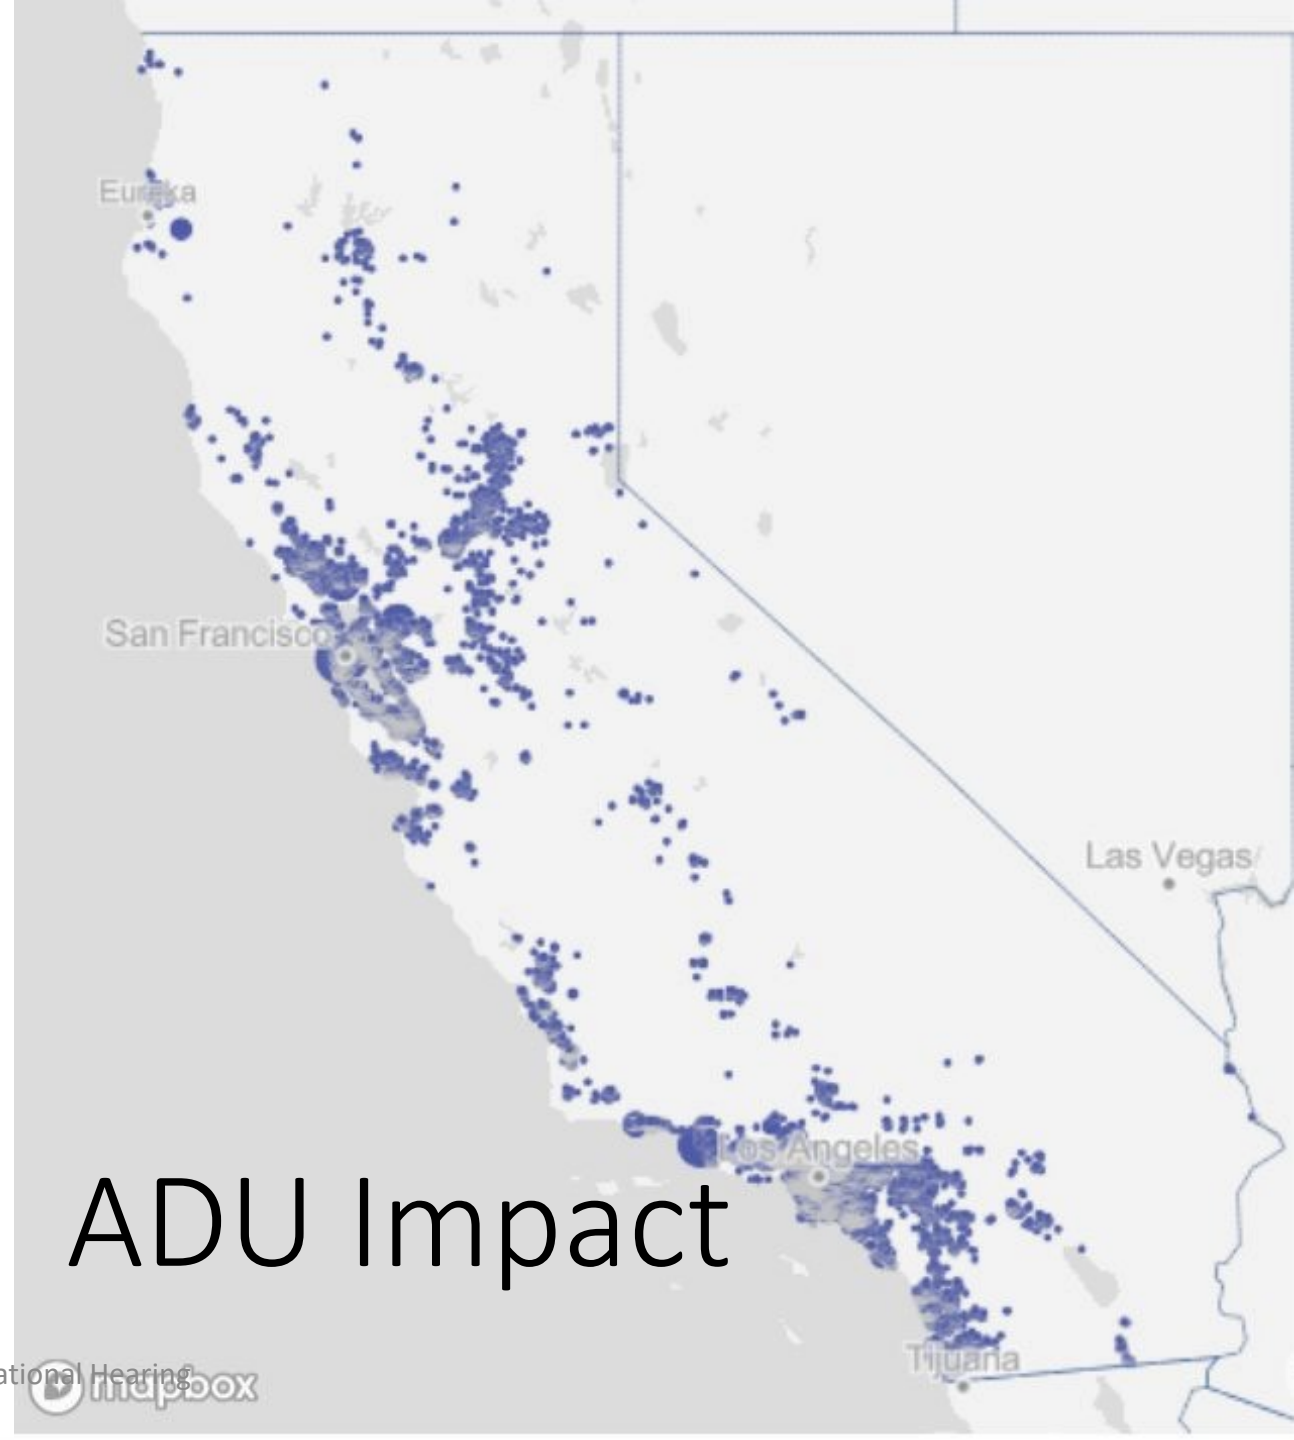 Eureka
San Francisco
Las Vegas
Los Angeles
ADU Impact
Tijuana
ational Hearing
mapbox